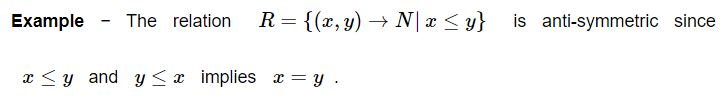 Example – The relation R = {(x, y) → N| x ≤ y} is anti-symmetric since
x ≤ y and y ≤ x implies x = y .